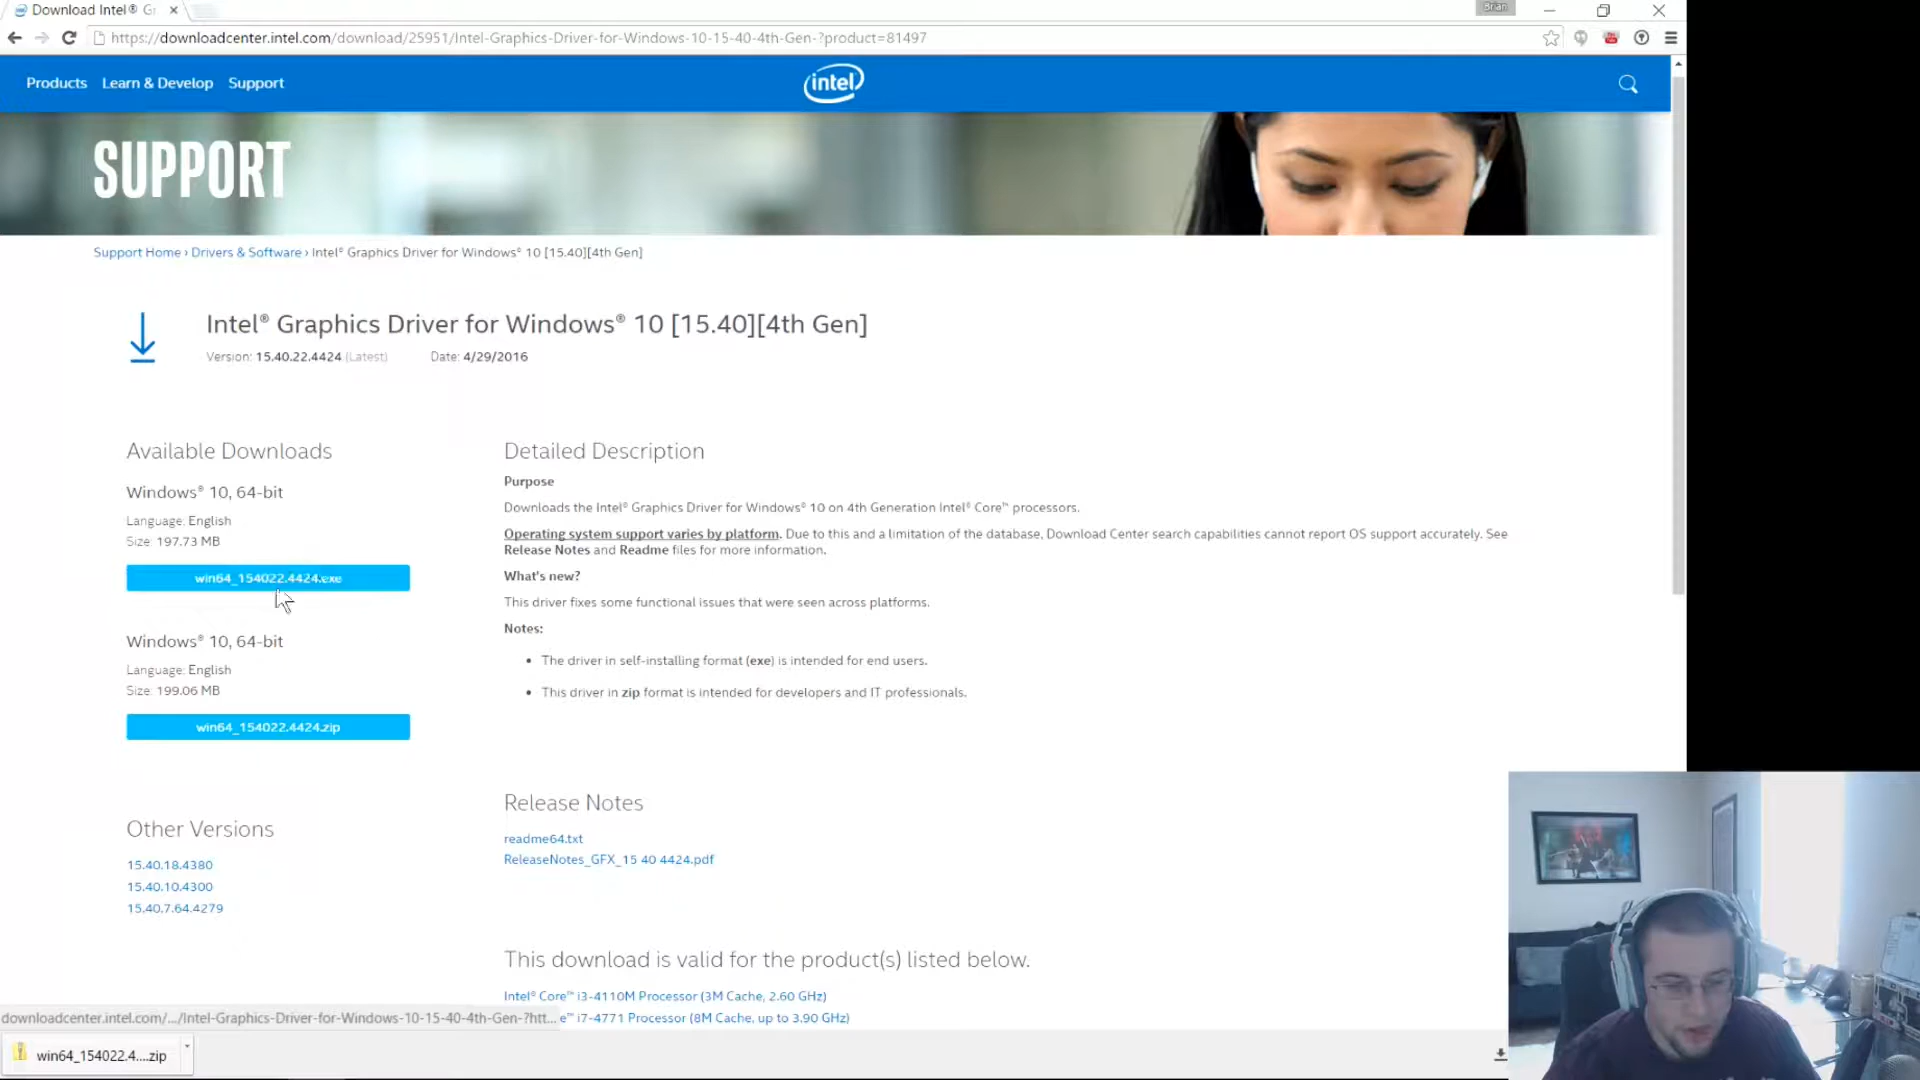 Download Intel® Gr
Brian
https://downloadcenter.intel.com/download/25951/Intel-Graphics-Driver-for-Windows-10-15-40-4th-Gen-?product=81497
Products Learn & Develop Support
intel
SUPPORT
Support Home › Drivers & Software › Intel® Graphics Driver for Windows® 10 [15.40][4th Gen]
Intel® Graphics Driver for Windows® 10 [15.40][4th Gen]
Version: 15.40.22.4424 (Latest) Date: 4/29/2016
Available Downloads
Windows® 10, 64-bit
Language: English
Size: 197.73 MB
win64_154022.4424.exe
Windows® 10, 64-bit
Language: English
Size: 199.06 MB
win64_154022.4424.zip
Other Versions
15.40.18.4380
15.40.10.4300
15.40.7.64.4279
Detailed Description
Purpose
Downloads the Intel® Graphics Driver for Windows® 10 on 4th Generation Intel® Core™ processors.
Operating system support varies by platform. Due to this and a limitation of the database, Download Center search capabilities cannot report OS support accurately. See
Release Notes and Readme files for more information.
What's new?
This driver fixes some functional issues that were seen across platforms.
Notes:
• The driver in self-installing format (exe) is intended for end users.
• This driver in zip format is intended for developers and IT professionals.
Release Notes
readme64.txt
ReleaseNotes_GFX_15 40 4424.pdf
This download is valid for the product(s) listed below.
Intel® Core™ i3-4110M Processor (3M Cache, 2.60 GHz)
e™ i7-4771 Processor (8M Cache, up to 3.90 GHz)
downloadcenter.intel.com/.../Intel-Graphics-Driver-for-Windows-10-15-40-4th-Gen-?htt...
win64_154022.4....zip